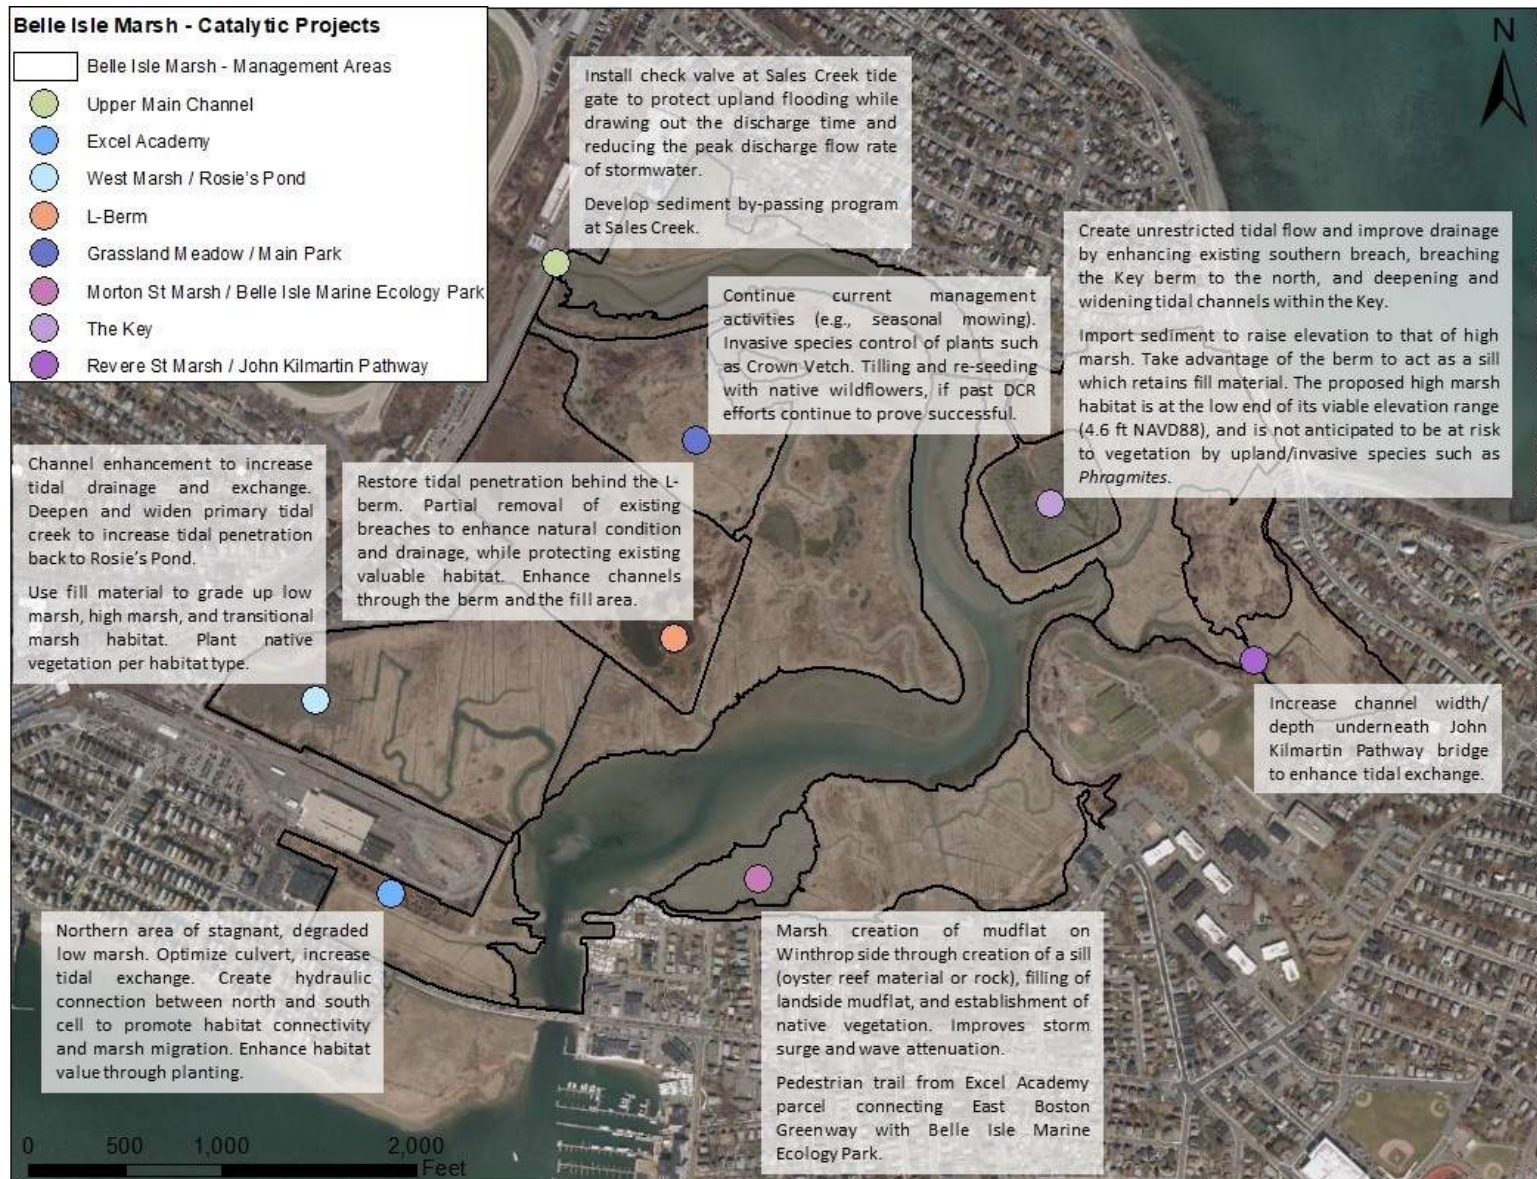 Belle Isle Marsh - Catalytic Projects
Belle Isle Marsh - Management Areas
Upper Main Channel
Excel Academy
West Marsh / Rosie's Pond
L-Berm
Grassland Meadow / Main Park
Morton St Marsh / Belle Isle Marine Ecology Park
The Key
Revere St Marsh / John Kilmartin Pathway
N
Install check valve at Sales Creek tide
gate to protect upland flooding while
drawing out the discharge time and
reducing the peak discharge flow rate
of stormwater.
Develop sediment by-passing program
at Sales Creek.
Create unrestricted tidal flow and improve drainage
by enhancing existing southern breach, breaching
the Key berm to the north, and deepening and
widening tidal channels within the Key.
Import sediment to raise elevation to that of high
marsh. Take advantage of the berm to act as a sill
which retains fill material. The proposed high marsh
habitat is at the low end of its viable elevation range
(4.6 ft NAVD88), and is not anticipated to be at risk
to vegetation by upland/invasive species such as
Phragmites.
Continue current management
activities (e.g., seasonal mowing).
Invasive species control of plants such
as Crown Vetch. Tilling and re-seeding
with native wildflowers, if past DCR
efforts continue to prove successful.
Channel enhancement to increase
tidal drainage and exchange.
Deepen and widen primary tidal
creek to increase tidal penetration
back to Rosie's Pond.
Use fill material to grade up low
marsh, high marsh, and transitional
marsh habitat. Plant native
vegetation per habitat type.
Restore tidal penetration behind the L-
berm. Partial removal of existing
breaches to enhance natural condition
and drainage, while protecting existing
valuable habitat. Enhance channels
through the berm and the fill area.
Increase channel width/
depth underneath John
Kilmartin Pathway bridge
to enhance tidal exchange.
Northern area of stagnant, degraded
low marsh. Optimize culvert, increase
tidal exchange. Create hydraulic
connection between north and south
cell to promote habitat connectivity
and marsh migration. Enhance habitat
value through planting.
Marsh creation of mudflat on
Winthrop side through creation of a sill
(oyster reef material or rock), filling of
landside mudflat, and establishment of
native vegetation. Improves storm
surge and wave attenuation.
Pedestrian trail from Excel Academy
parcel connecting East Boston
Greenway with Belle Isle Marine
Ecology Park.
0 500 1,000 2,000
Feet